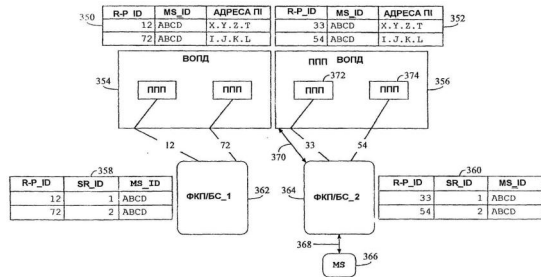 350
R-P ID MS_ID АДРЕСА ПІ
12 ABCD X.Y.Z.T
72 ABCD I.J.K.L
R-P_ID MS_ID АДРЕСА ПІ
33 ABCD X.Y.Z.T
54 ABCD I.J.K.L
352
354
ВОПД
ППП
ППП
ППП ВОПД
ППП
372
ППП
374
356
12
72
370
33
54
358
R-P_ID SR_ID MS_ID
12 1 ABCD
72 2 ABCD
ФКП/БС_1
362
364
ФКП/БС_2
360
R-P_ID SR_ID MS_ID
33 1 ABCD
54 2 ABCD
368
MS
366